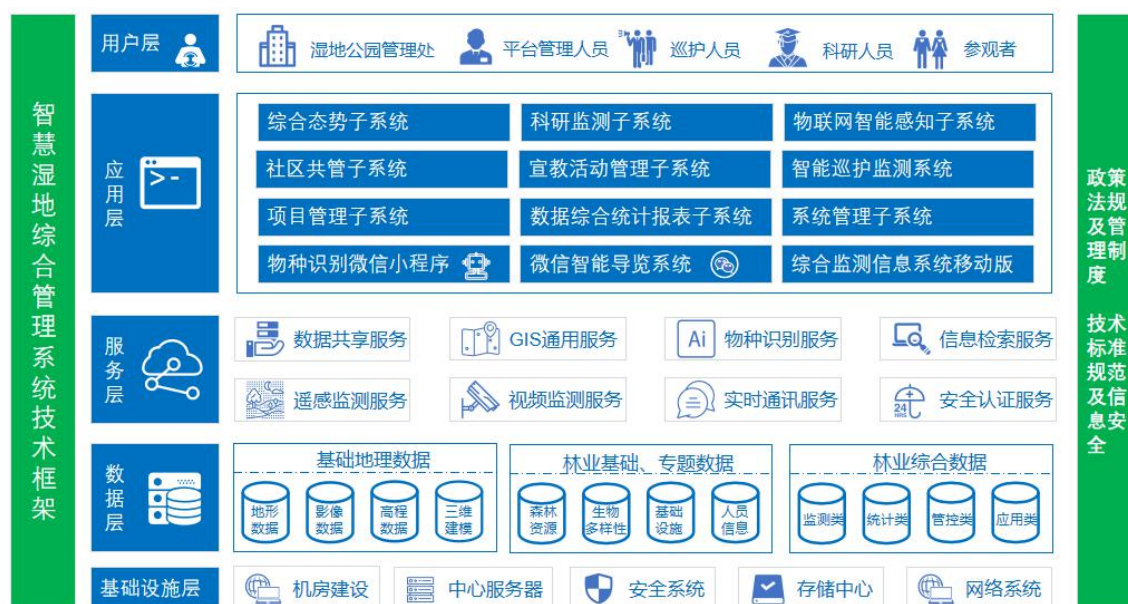 智慧湿地综合管理系统技术框架
用户层
湿地公园管理处
平台管理人员
巡护人员
科研人员
参观者
应用层
>-
综合态势子系统
科研监测子系统
物联网智能感知子系统
社区共管子系统
宣教活动管理子系统
智能巡护监测系统
项目管理子系统
数据综合统计报表子系统
系统管理子系统
物种识别微信小程序
微信智能导览系统
综合监测信息系统移动版
服务层
数据共享服务
GIS通用服务
Ai
物种识别服务
信息检索服务
遥感监测服务
视频监测服务
实时通讯服务
24
HRS
安全认证服务
数据层
基础地理数据
地形
数据
影像
数据
高程
数据
三维
建模
林业基础、专题数据
森林
资源
生物
多样性
基础
设施
人员
信息
林业综合数据
监测类
统计类
管控类
应用类
基础设施层
机房建设
中心服务器
安全系统
存储中心
网络系统
政策
法规
及管
理制
度
技术
标准
规范
及信
息安
全